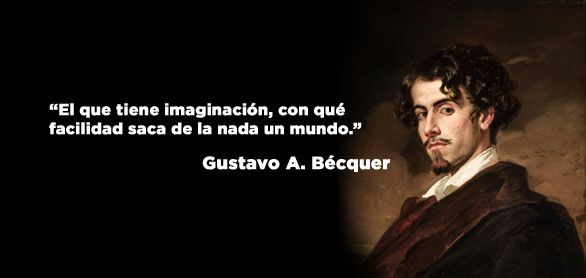 “El que tiene imaginación, con qué
facilidad saca de la nada un mundo.”
Gustavo A. Bécquer